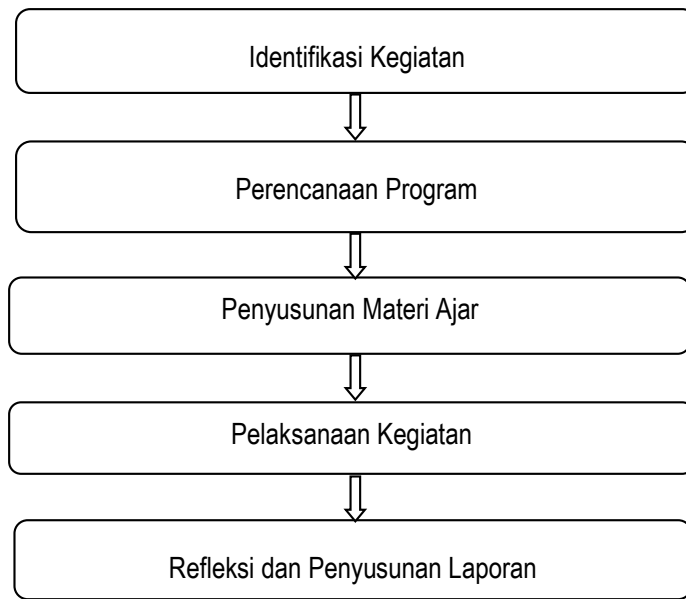 Identifikasi Kegiatan
Perencanaan Program
Penyusunan Materi Ajar
Pelaksanaan Kegiatan
Refleksi dan Penyusunan Laporan